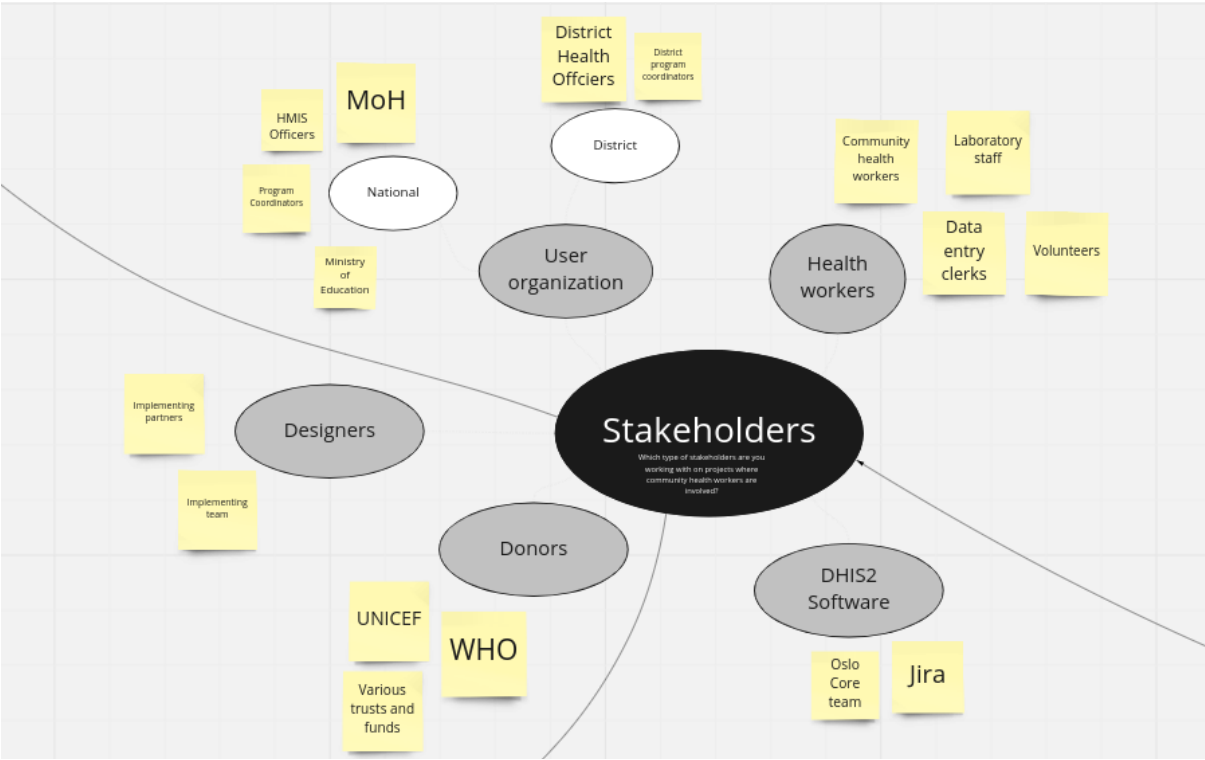 District
Health
Offciers
District
program
coordinators
MoH
HMIS
Officers
District
National
Program
Coordinators
Ministry
of
Education
User
organization
Community
health
workers
Laboratory
staff
Data
entry
clerks
Volunteers
Health
workers
Implementing
partners
Designers
Implementing
team
Stakeholders
Which type of stakeholders are you
working with on projects where
community health workers are
involved?
Donors
UNICEF
WHO
Various
trusts and
funds
DHIS2
Software
Oslo
Core
team
Jira